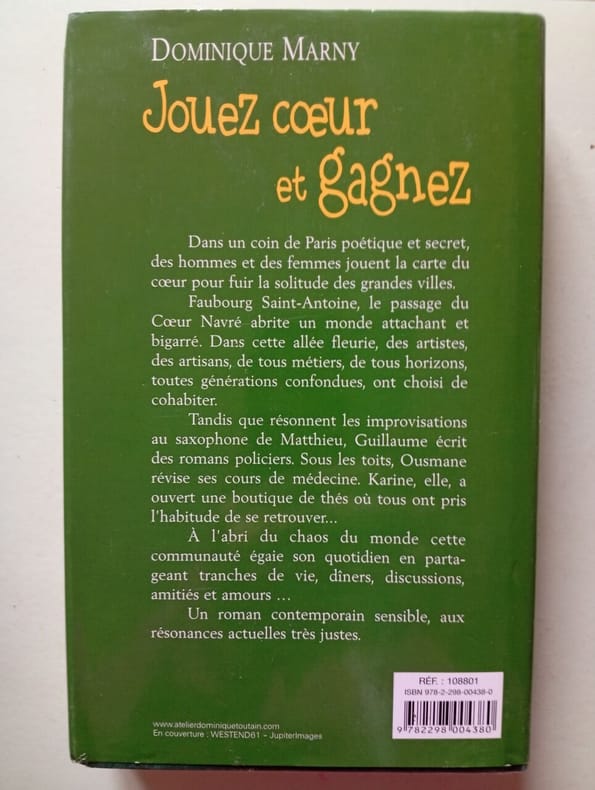 DOMINIQUE MARNY
Jouez cœur
et gagnez
Dans un coin de Paris poétique et secret,
des hommes et des femmes jouent la carte du
cœur pour fuir la solitude des grandes villes.
Faubourg Saint-Antoine, le passage du
Cœur Navré abrite un monde attachant et
bigarré. Dans cette allée fleurie, des artistes,
des artisans, de tous métiers, de tous horizons,
toutes générations confondues, ont choisi de
cohabiter.
Tandis que résonnent les improvisations
au saxophone de Matthieu, Guillaume écrit
des romans policiers. Sous les toits, Ousmane
révise ses cours de médecine. Karine, elle, a
ouvert une boutique de thés où tous ont pris
l'habitude de se retrouver...
À l'abri du chaos du monde cette
communauté égaie son quotidien en parta-
geant tranches de vie, dîners, discussions,
amitiés et amours ...
Un roman contemporain sensible, aux
résonances actuelles très justes.
RÉF. : 108801
ISBN 978-2-298-00438-0
9 782298 004380
www.atelierdominiquetoutain.com
En couverture : WESTEND61 – JupiterImages